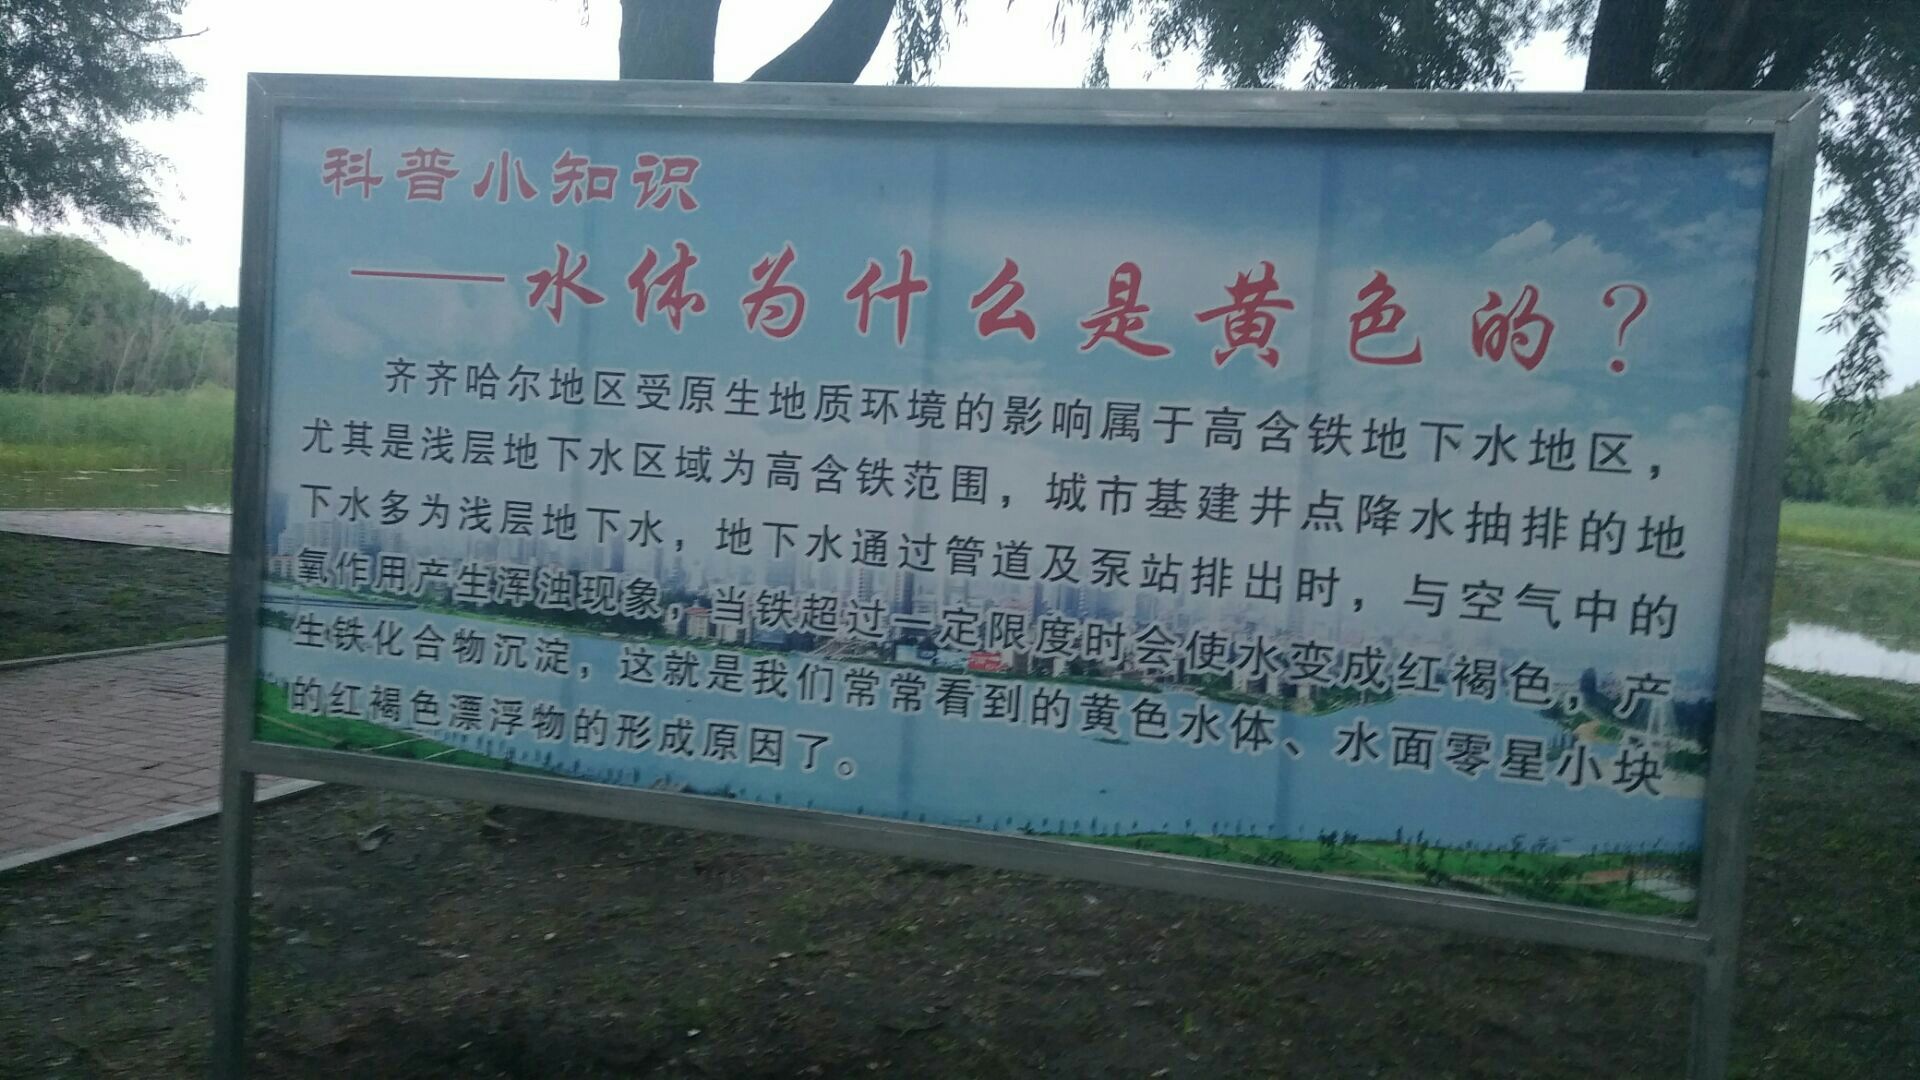 科普小知识
——水体为什么是黄色的？
齐齐哈尔地区受原生地质环境的影响属于高含铁地下水地区，
尤其是浅层地下水区域为高含铁范围，城市基建井点降水抽排的地
下水多为浅层地下水，地下水通过管道及泵站排出时，与空气中的
氧作用产生浑浊现象，当铁超过一定限度时会使水变成红褐色，产
生铁化合物沉淀，这就是我们常常看到的黄色水体、水面零星小块
的红褐色漂浮物的形成原因了。